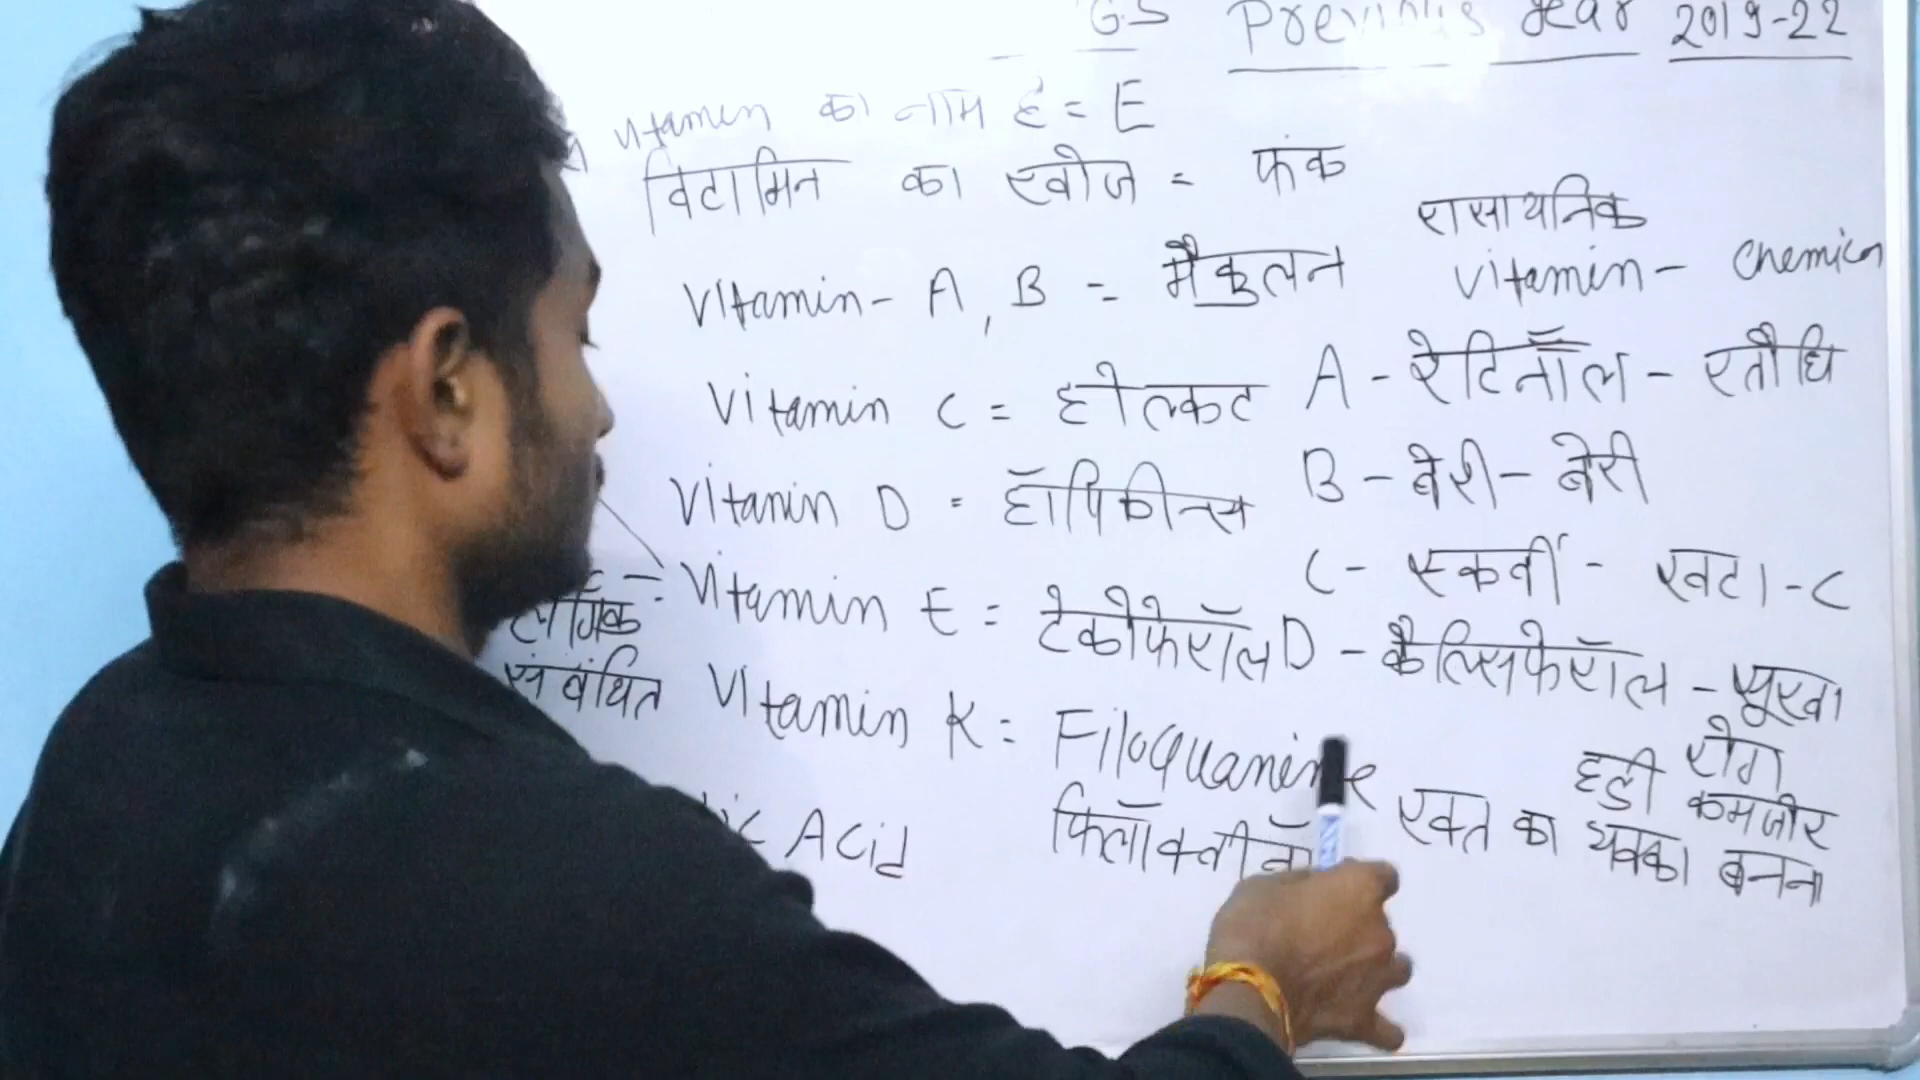 G.S Previous Year 2019-22
Vitamin का नाम है = E
विटामिन का खोज = फंक
रासायनिक
Vitamin - A, B = मैकुलन
Vitamin - Chemica
Vitamin C = होल्कट
A - रेटिनॉल - रतौधि
Vitamin D = हॉपकीन्स
B - बेरी - बेरी
C - स्कर्वी - खटा - C
Vitamin E = टेकोफेरॉल
D - कैल्सिफेरॉल - सूखा
रोग
लैंगिक
संबंधित
Vitamin K = Filoquanine
हडी कमजोर
Acid
रक्त का थक्का बनना